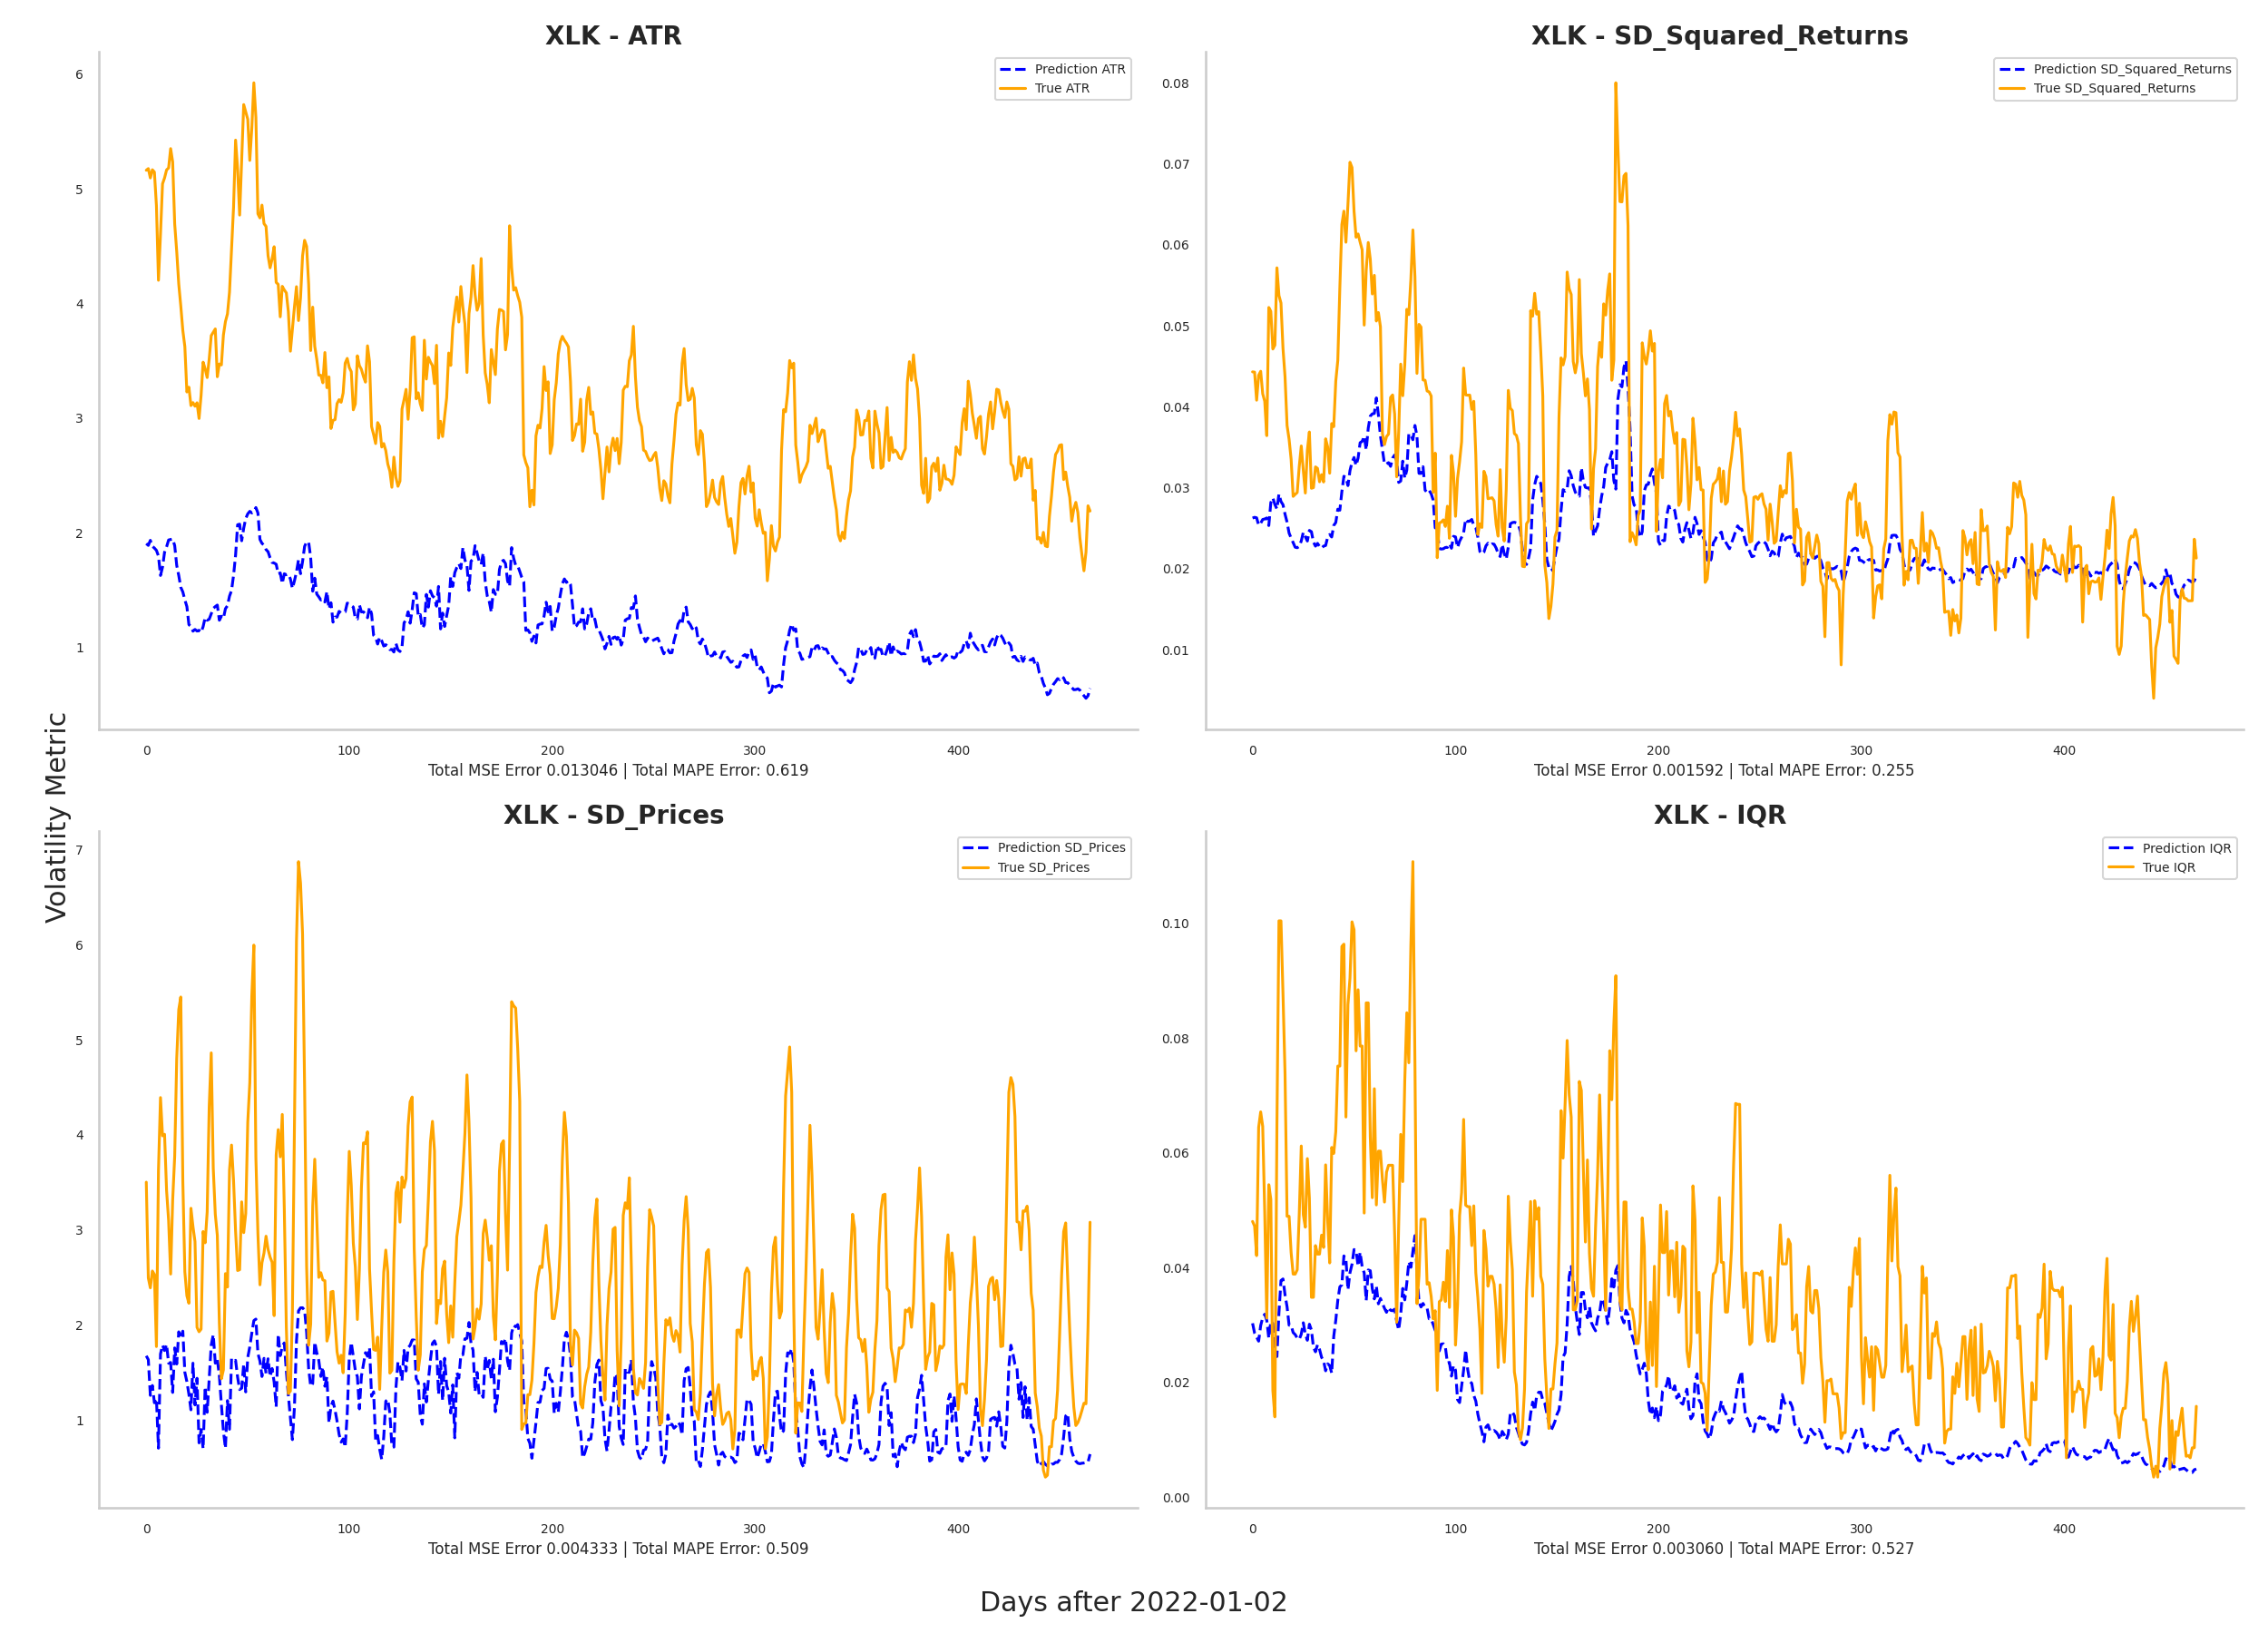 XLK - ATR
Prediction ATR
True ATR
6
5
4
3
2
1
0 100 200 300 400
Total MSE Error 0.013046 | Total MAPE Error: 0.619
XLK - SD_Squared_Returns
Prediction SD_Squared_Returns
True SD_Squared_Returns
0.08
0.07
0.06
0.05
0.04
0.03
0.02
0.01
0 100 200 300 400
Total MSE Error 0.001592 | Total MAPE Error: 0.255
Volatility Metric
XLK - SD_Prices
Prediction SD_Prices
True SD_Prices
7
6
5
4
3
2
1
0 100 200 300 400
Total MSE Error 0.004333 | Total MAPE Error: 0.509
XLK - IQR
Prediction IQR
True IQR
0.10
0.08
0.06
0.04
0.02
0.00
0 100 200 300 400
Total MSE Error 0.003060 | Total MAPE Error: 0.527
Days after 2022-01-02